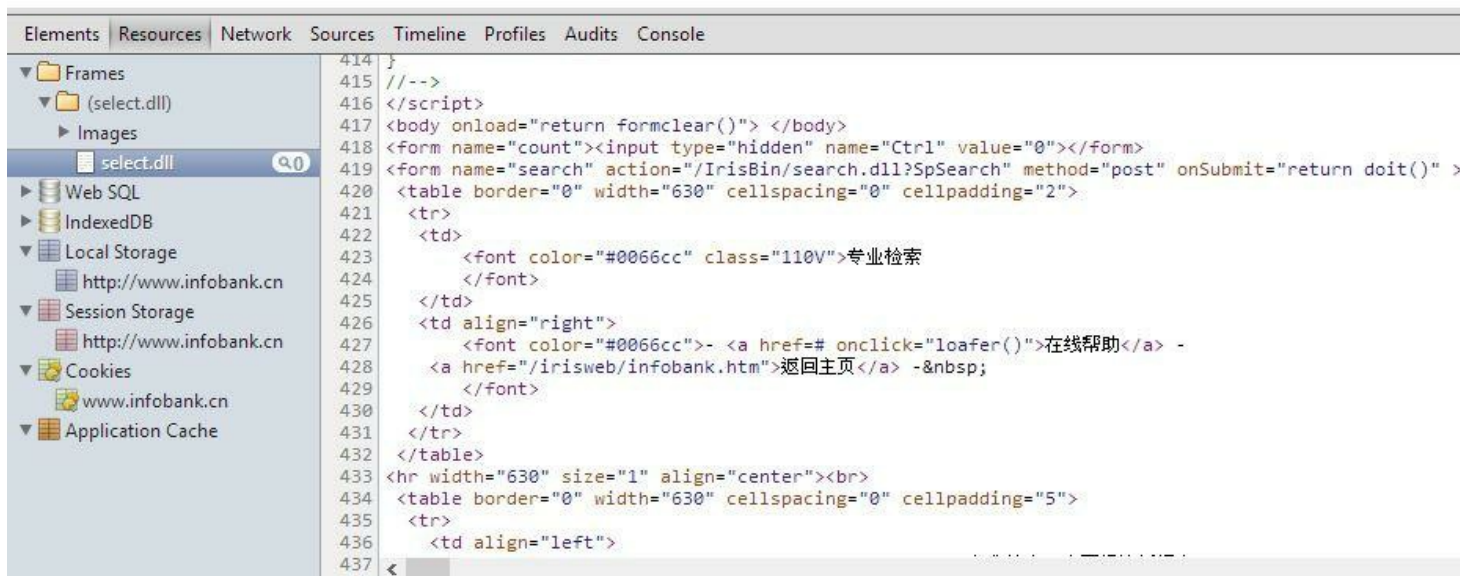 Elements Resources Network Sources Timeline Profiles Audits Console
Frames
(select.dll)
Images
select.dll 0
Web SQL
IndexedDB
Local Storage
http://www.infobank.cn
Session Storage
http://www.infobank.cn
Cookies
www.infobank.cn
Application Cache
414 }
415 //-->
416 </script>
417 <body onload="return formclear()"> </body>
418 <form name="count"><input type="hidden" name="Ctrl" value="0"></form>
419 <form name="search" action="/IrisBin/search.dll?SpSearch" method="post" onSubmit="return doit()" >
420 <table border="0" width="630" cellspacing="0" cellpadding="2">
421 <tr>
422 <td>
423 <font color="#0066cc" class="110V">专业检索
424 </font>
425 </td>
426 <td align="right">
427 <font color="#0066cc">- <a href=# onclick="loafer()">在线帮助</a> -
428 <a href="/irisweb/infobank.htm">返回主页</a> -&nbsp;
429 </font>
430 </td>
431 </tr>
432 </table>
433 <hr width="630" size="1" align="center"><br>
434 <table border="0" width="630" cellspacing="0" cellpadding="5">
435 <tr>
436 <td align="left">
437